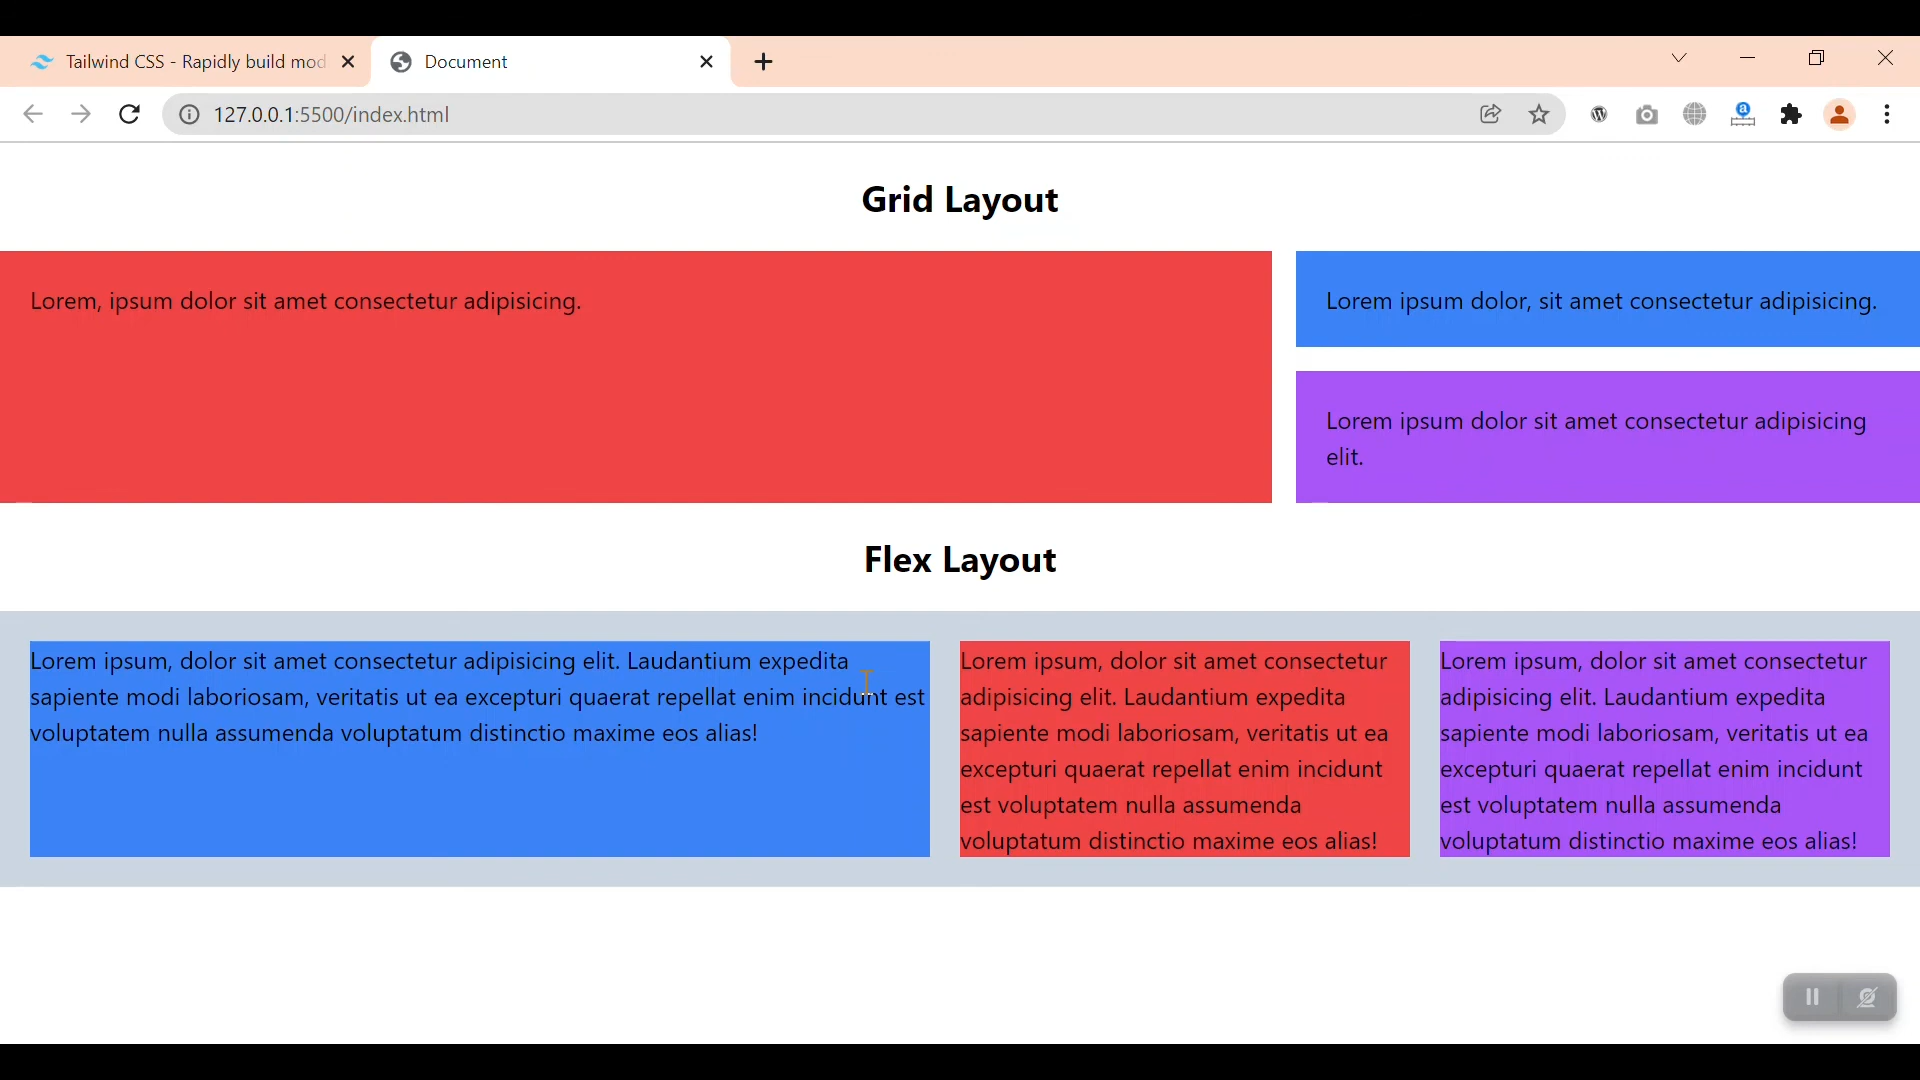 Tailwind CSS - Rapidly build mod
Document
127.0.0.1:5500/index.html
Grid Layout
Lorem, ipsum dolor sit amet consectetur adipisicing.
Lorem ipsum dolor, sit amet consectetur adipisicing.
Lorem ipsum dolor sit amet consectetur adipisicing
elit.
Flex Layout
Lorem ipsum, dolor sit amet consectetur adipisicing elit. Laudantium expedita
sapiente modi laboriosam, veritatis ut ea excepturi quaerat repellat enim incidunt est
voluptatem nulla assumenda voluptatum distinctio maxime eos alias!
Lorem ipsum, dolor sit amet consectetur
adipisicing elit. Laudantium expedita
sapiente modi laboriosam, veritatis ut ea
excepturi quaerat repellat enim incidunt
est voluptatem nulla assumenda
voluptatum distinctio maxime eos alias!
Lorem ipsum, dolor sit amet consectetur
adipisicing elit. Laudantium expedita
sapiente modi laboriosam, veritatis ut ea
excepturi quaerat repellat enim incidunt
est voluptatem nulla assumenda
voluptatum distinctio maxime eos alias!